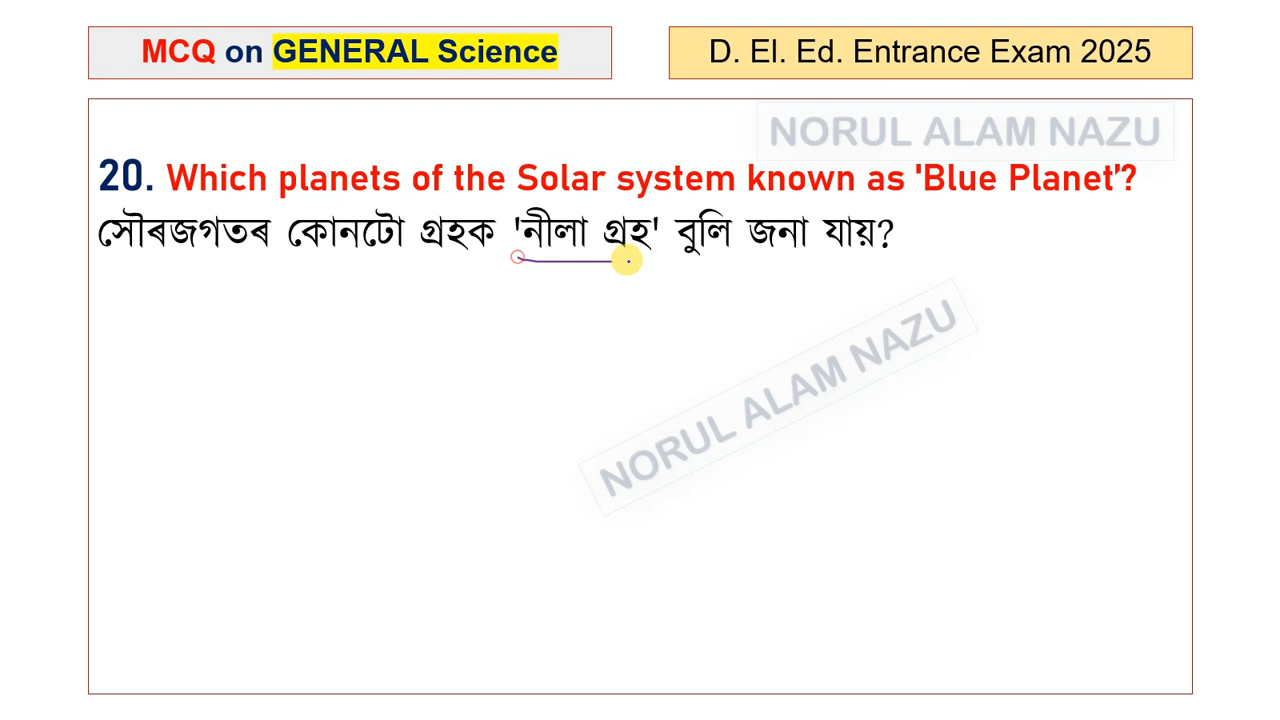 MCQ on GENERAL Science
D. El. Ed. Entrance Exam 2025
NORUL ALAM NAZU
20. Which planets of the Solar system known as 'Blue Planet'?
সৌৰজগতৰ কোনটো গ্ৰহক 'নীলা গ্ৰহ' বুলি জনা যায়?
NORUL ALAM NAZU